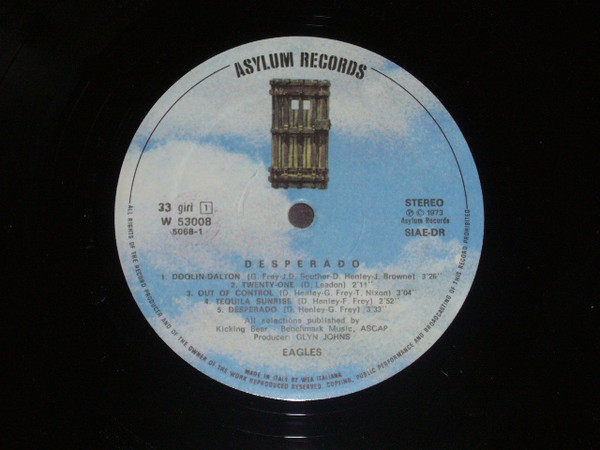 ASYLUM RECORDS
33 giri 1
W 53008
5068-1
STEREO
℗ © 1973
Asylum Records
SIAE-DR
DESPERADO
1. DOOLIN-DALTON (G. Frey-J.D. Souther-D. Henley-J. Browne) 3'26"
2. TWENTY-ONE (B. Leadon) 2'11"
3. OUT OF CONTROL (D. Henley-G. Frey-T. Nixon) 3'04"
4. TEQUILA SUNRISE (D. Henley-F. Frey) 2'52"
5. DESPERADO (D. Henley-G. Frey) 3'33"
All selections published by
Kicking Bear - Benchmark Music, ASCAP
Producer: GLYN JOHNS
EAGLES
MADE IN ITALY BY WEA ITALIANA
ALL RIGHTS OF THE RECORD PRODUCER AND OF THE OWNER OF THE WORK REPRODUCED RESERVED. COPYING, PUBLIC PERFORMANCE AND BROADCASTING OF THIS RECORD PROHIBITED